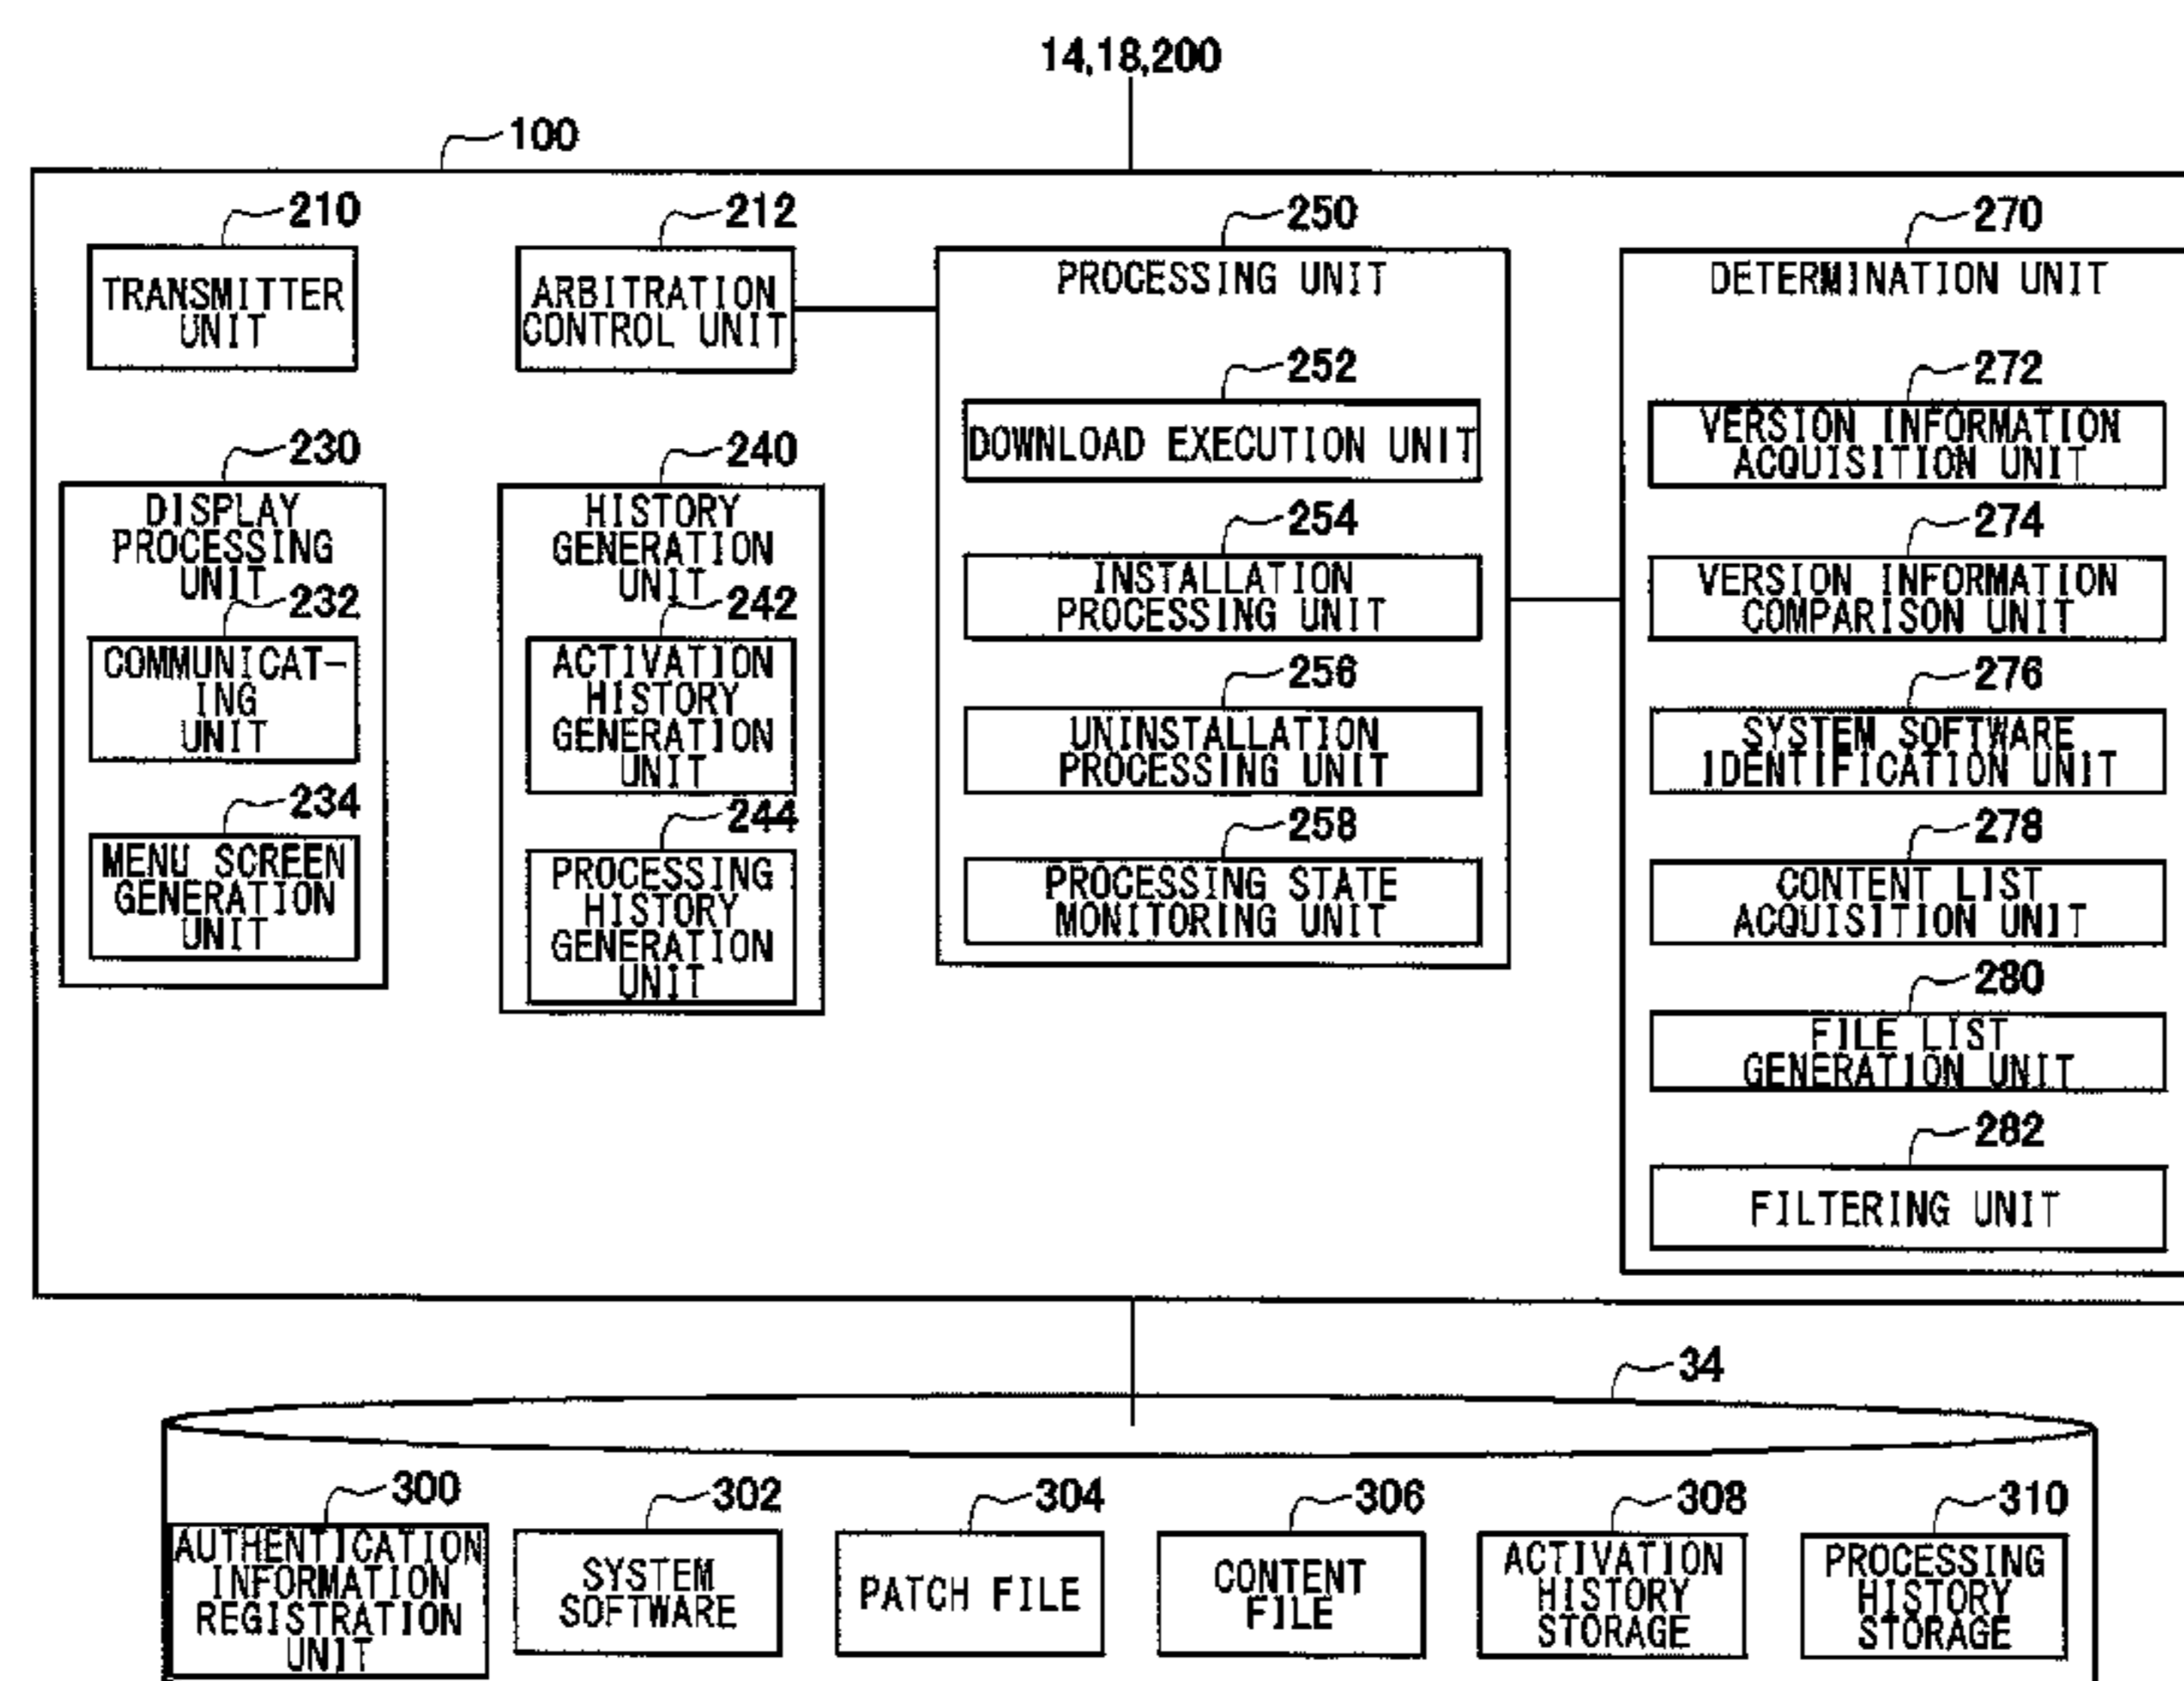 14,18,200
100
210
TRANSMITTER
UNIT
212
ARBITRATION
CONTROL UNIT
230
DISPLAY
PROCESSING
UNIT
232
COMMUNICAT-
ING
UNIT
234
MENU SCREEN
GENERATION
UNIT
240
HISTORY
GENERATION
UNIT
242
ACTIVATION
HISTORY
GENERATION
UNIT
244
PROCESSING
HISTORY
GENERATION
UNIT
250
PROCESSING UNIT
252
DOWNLOAD EXECUTION UNIT
254
INSTALLATION
PROCESSING UNIT
256
UNINSTALLATION
PROCESSING UNIT
258
PROCESSING STATE
MONITORING UNIT
270
DETERMINATION UNIT
272
VERSION INFORMATION
ACQUISITION UNIT
274
VERSION INFORMATION
COMPARISON UNIT
276
SYSTEM SOFTWARE
IDENTIFICATION UNIT
278
CONTENT LIST
ACQUISITION UNIT
280
FILE LIST
GENERATION UNIT
282
FILTERING UNIT
34
300
AUTHENTICATION
INFORMATION
REGISTRATION
UNIT
302
SYSTEM
SOFTWARE
304
PATCH FILE
306
CONTENT
FILE
308
ACTIVATION
HISTORY
STORAGE
310
PROCESSING
HISTORY
STORAGE